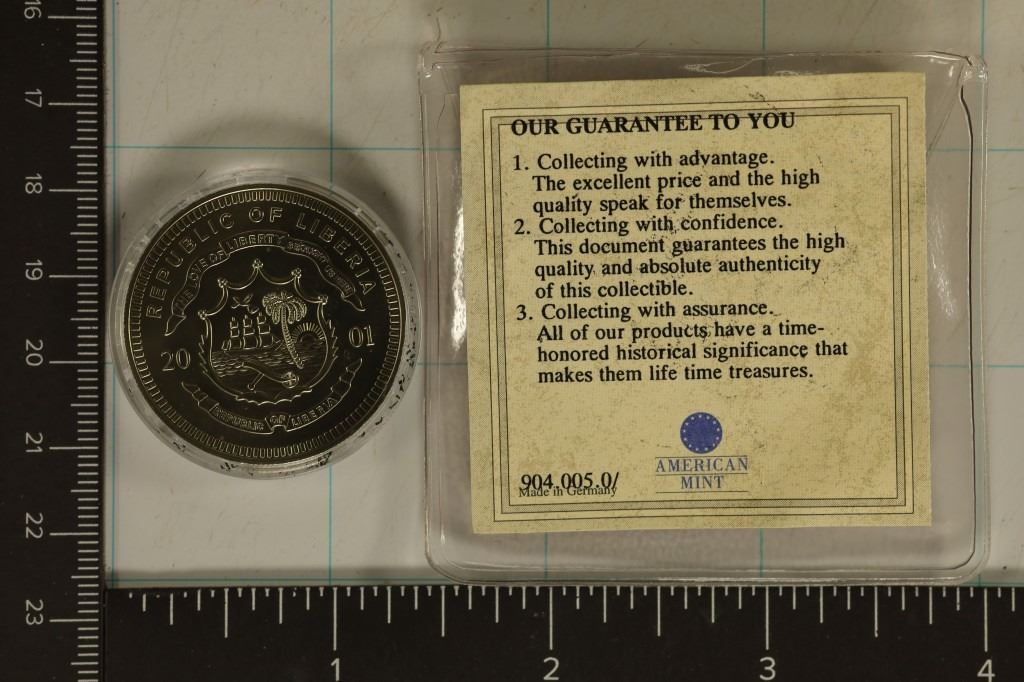 REPUBLIC OF LIBERIA
THE LOVE OF LIBERTY BROUGHT US HERE
20 01
REPUBLIC OF LIBERIA
OUR GUARANTEE TO YOU
1. Collecting with advantage.
The excellent price and the high
quality speak for themselves.
2. Collecting with confidence.
This document guarantees the high
quality and absolute authenticity
of this collectible.
3. Collecting with assurance.
All of our products have a time-
honored historical significance that
makes them life time treasures.
AMERICAN
MINT
904.005.0/
Made in Germany
16
17
18
19
20
21
22
23
1 2 3 4